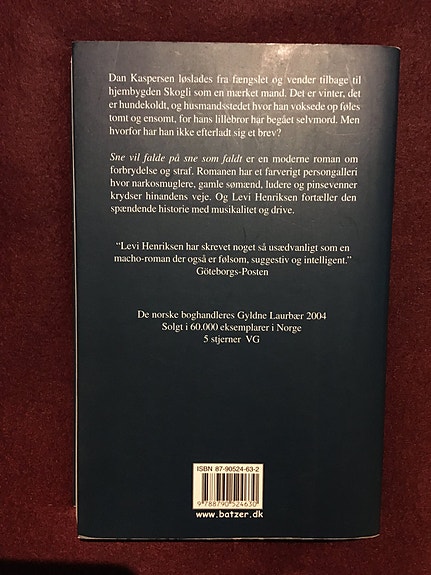 Dan Kaspersen løslades fra fængslet og vender tilbage til
hjembygden Skogli som en mærket mand. Det er vinter, det
er hundekoldt, og husmandsstedet hvor han voksede op føles
tomt og ensomt, for hans lillebror har begået selvmord. Men
hvorfor har han ikke efterladt sig et brev?
Sne vil falde på sne som faldt er en moderne roman om
forbrydelse og straf. Romanen har et farverigt persongalleri
hvor narkosmuglere, gamle sømænd, ludere og pinsevenner
krydser hinandens veje. Og Levi Henriksen fortæller den
spændende historie med musikalitet og drive.
“Levi Henriksen har skrevet noget så usædvanligt som en
macho-roman der også er følsom, suggestiv og intelligent.”
Göteborgs-Posten
De norske boghandleres Gyldne Laurbær 2004
Solgt i 60.000 eksemplarer i Norge
5 stjerner VG
ISBN 87-90524-63-2
9 788790 524630
www.batzer.dk